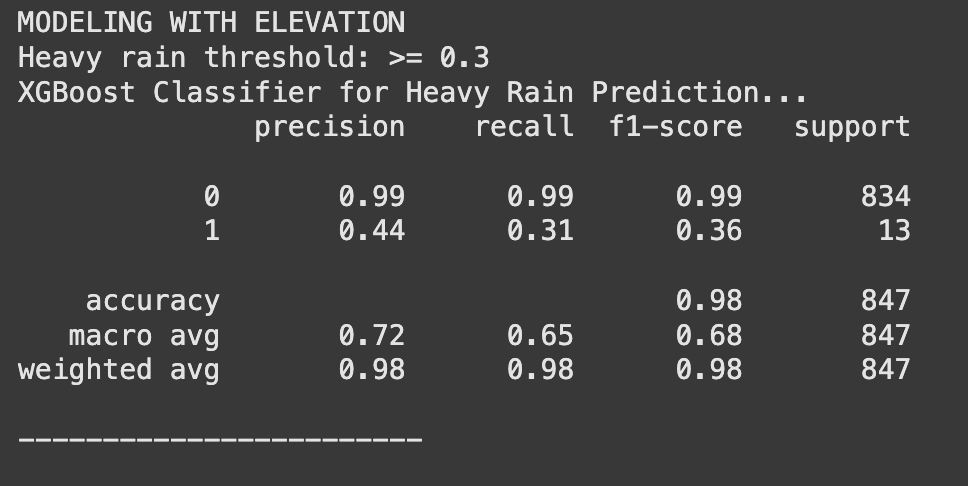 MODELING WITH ELEVATION
Heavy rain threshold: >= 0.3
XGBoost Classifier for Heavy Rain Prediction...
precision recall f1-score support
0 0.99 0.99 0.99 834
1 0.44 0.31 0.36 13
accuracy 0.98 847
macro avg 0.72 0.65 0.68 847
weighted avg 0.98 0.98 0.98 847
------------------------